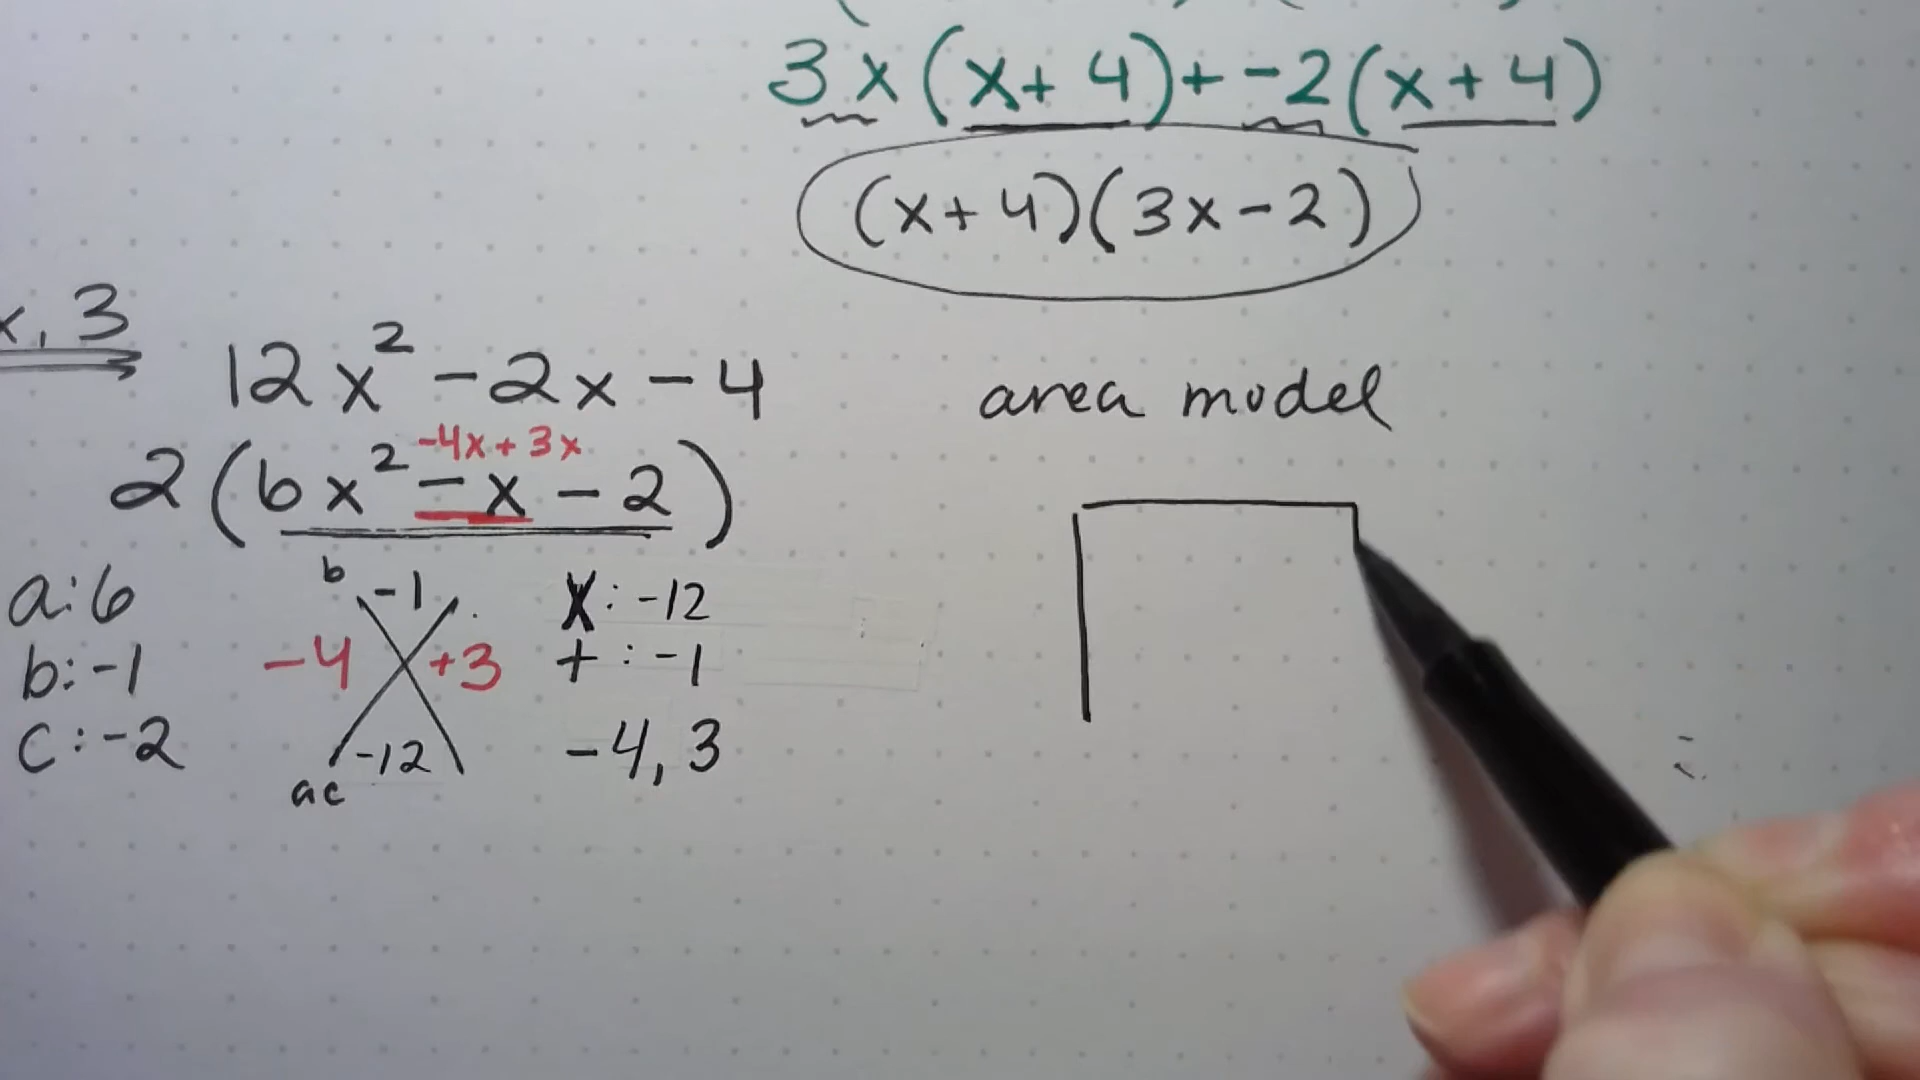 3x(x+4)+-2(x+4)
(x+4)(3x-2)
x, 3
12x²-2x-4
area model
-4x+3x
2(6x²-x-2)
a:6
b:-1
c:-2
b -1
-4 +3
-12
ac
x: -12
+: -1
-4, 3